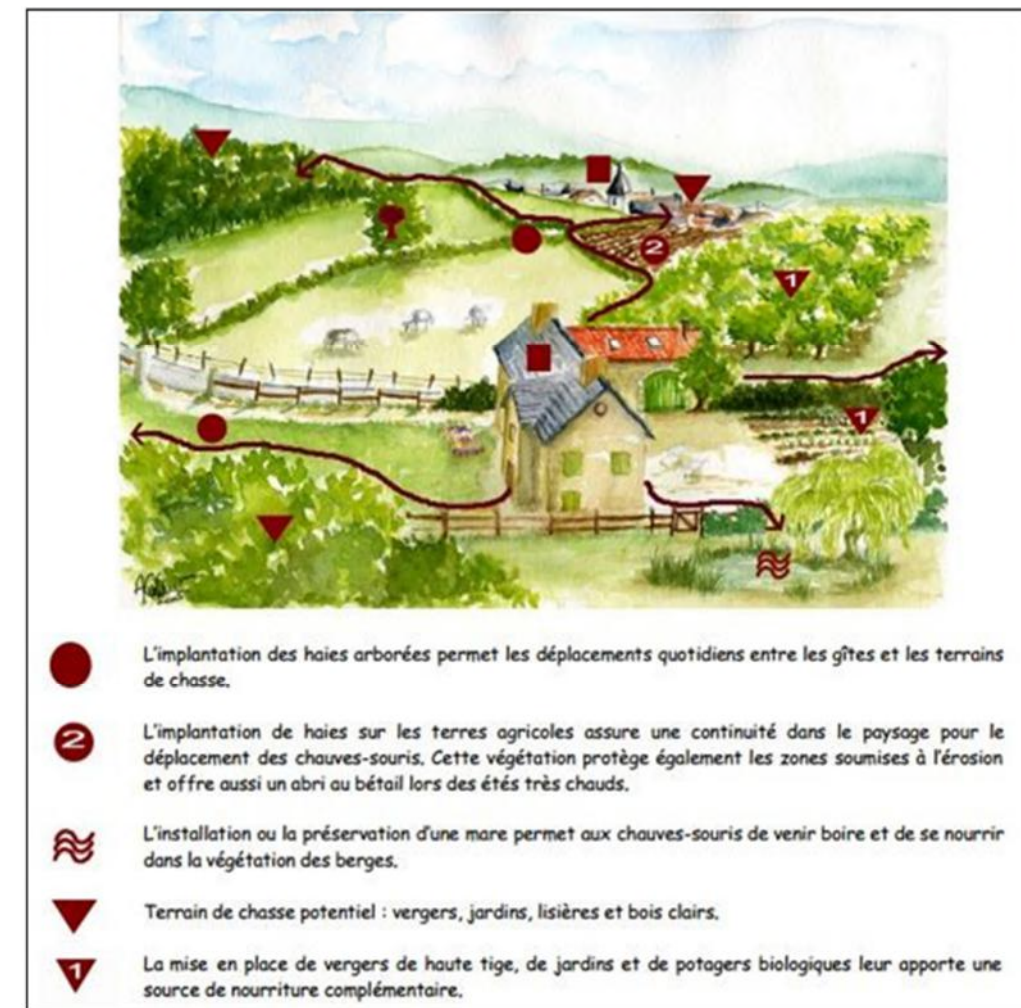 2
1
1
L'implantation des haies arborées permet les déplacements quotidiens entre les gîtes et les terrains
de chasse.
2
L'implantation de haies sur les terres agricoles assure une continuité dans le paysage pour le
déplacement des chauves-souris. Cette végétation protège également les zones soumises à l'érosion
et offre aussi un abri au bétail lors des étés très chauds.
L'installation ou la préservation d'une mare permet aux chauves-souris de venir boire et de se nourrir
dans la végétation des berges.
Terrain de chasse potentiel : vergers, jardins, lisières et bois clairs.
1
La mise en place de vergers de haute tige, de jardins et de potagers biologiques leur apporte une
source de nourriture complémentaire.